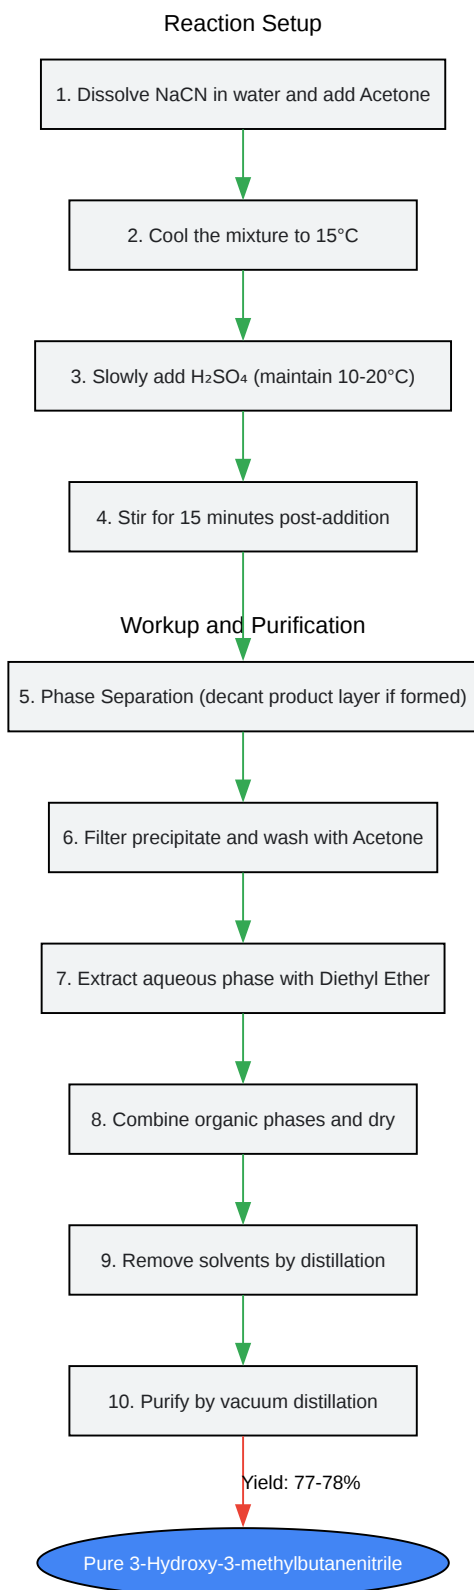 Reaction Setup
1. Dissolve NaCN in water and add Acetone
2. Cool the mixture to 15°C
3. Slowly add H₂SO₄ (maintain 10-20°C)
4. Stir for 15 minutes post-addition
Workup and Purification
5. Phase Separation (decant product layer if formed)
6. Filter precipitate and wash with Acetone
7. Extract aqueous phase with Diethyl Ether
8. Combine organic phases and dry
9. Remove solvents by distillation
10. Purify by vacuum distillation
Yield: 77-78%
Pure 3-Hydroxy-3-methylbutanenitrile